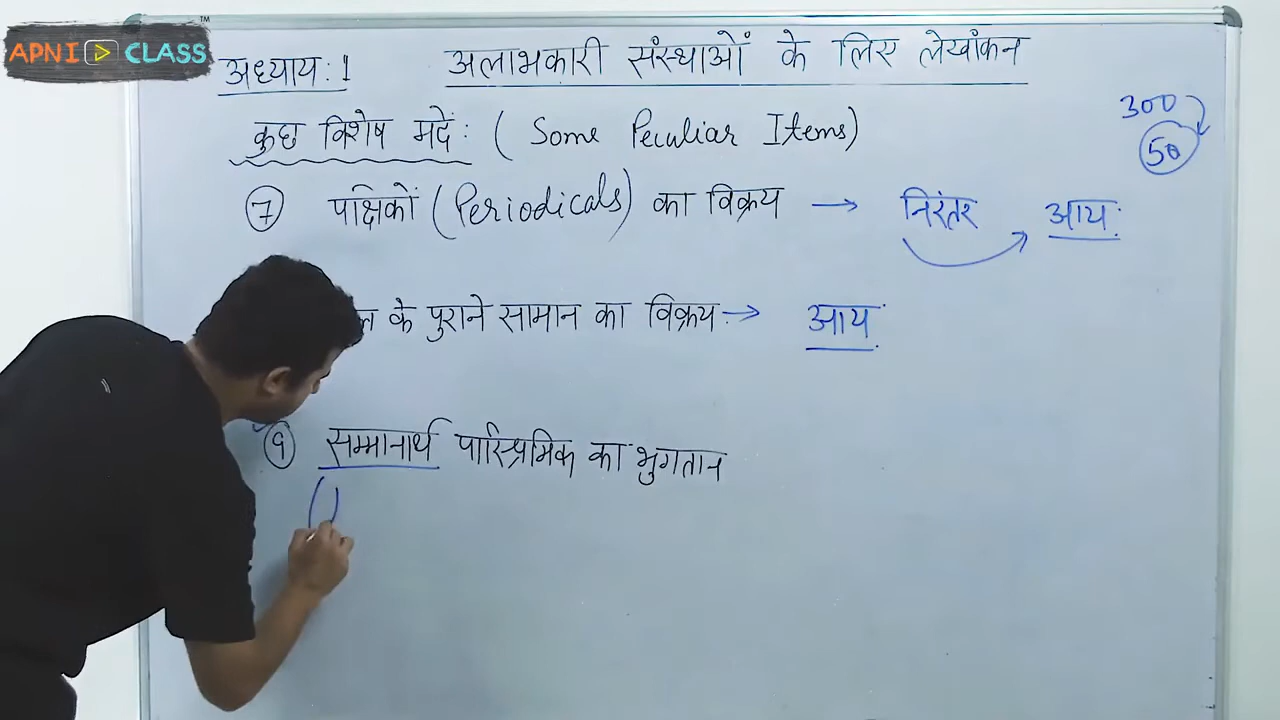 APNI CLASS TM
अध्याय: 1 अलाभकारी संस्थाओं के लिए लेखांकन
कुछ विशेष मदें: ( Some Peculiar Items)
300
50
7 पाक्षिकों (Periodicals) का विक्रय → निरंतर आय:
के पुराने सामान का विक्रय → आय:
9 सम्मानार्थ पारिश्रमिक का भुगतान
(